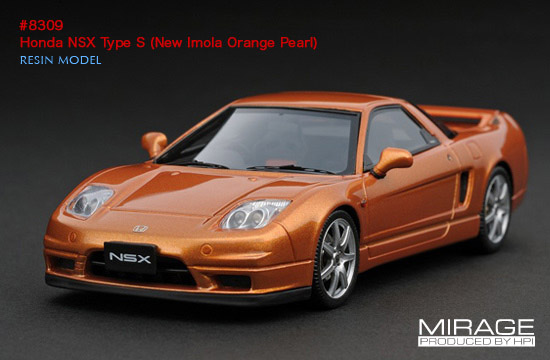 #8309
Honda NSX Type S (New Imola Orange Pearl)
RESIN MODEL
NSX
MIRAGE
PRODUCED BY HPI